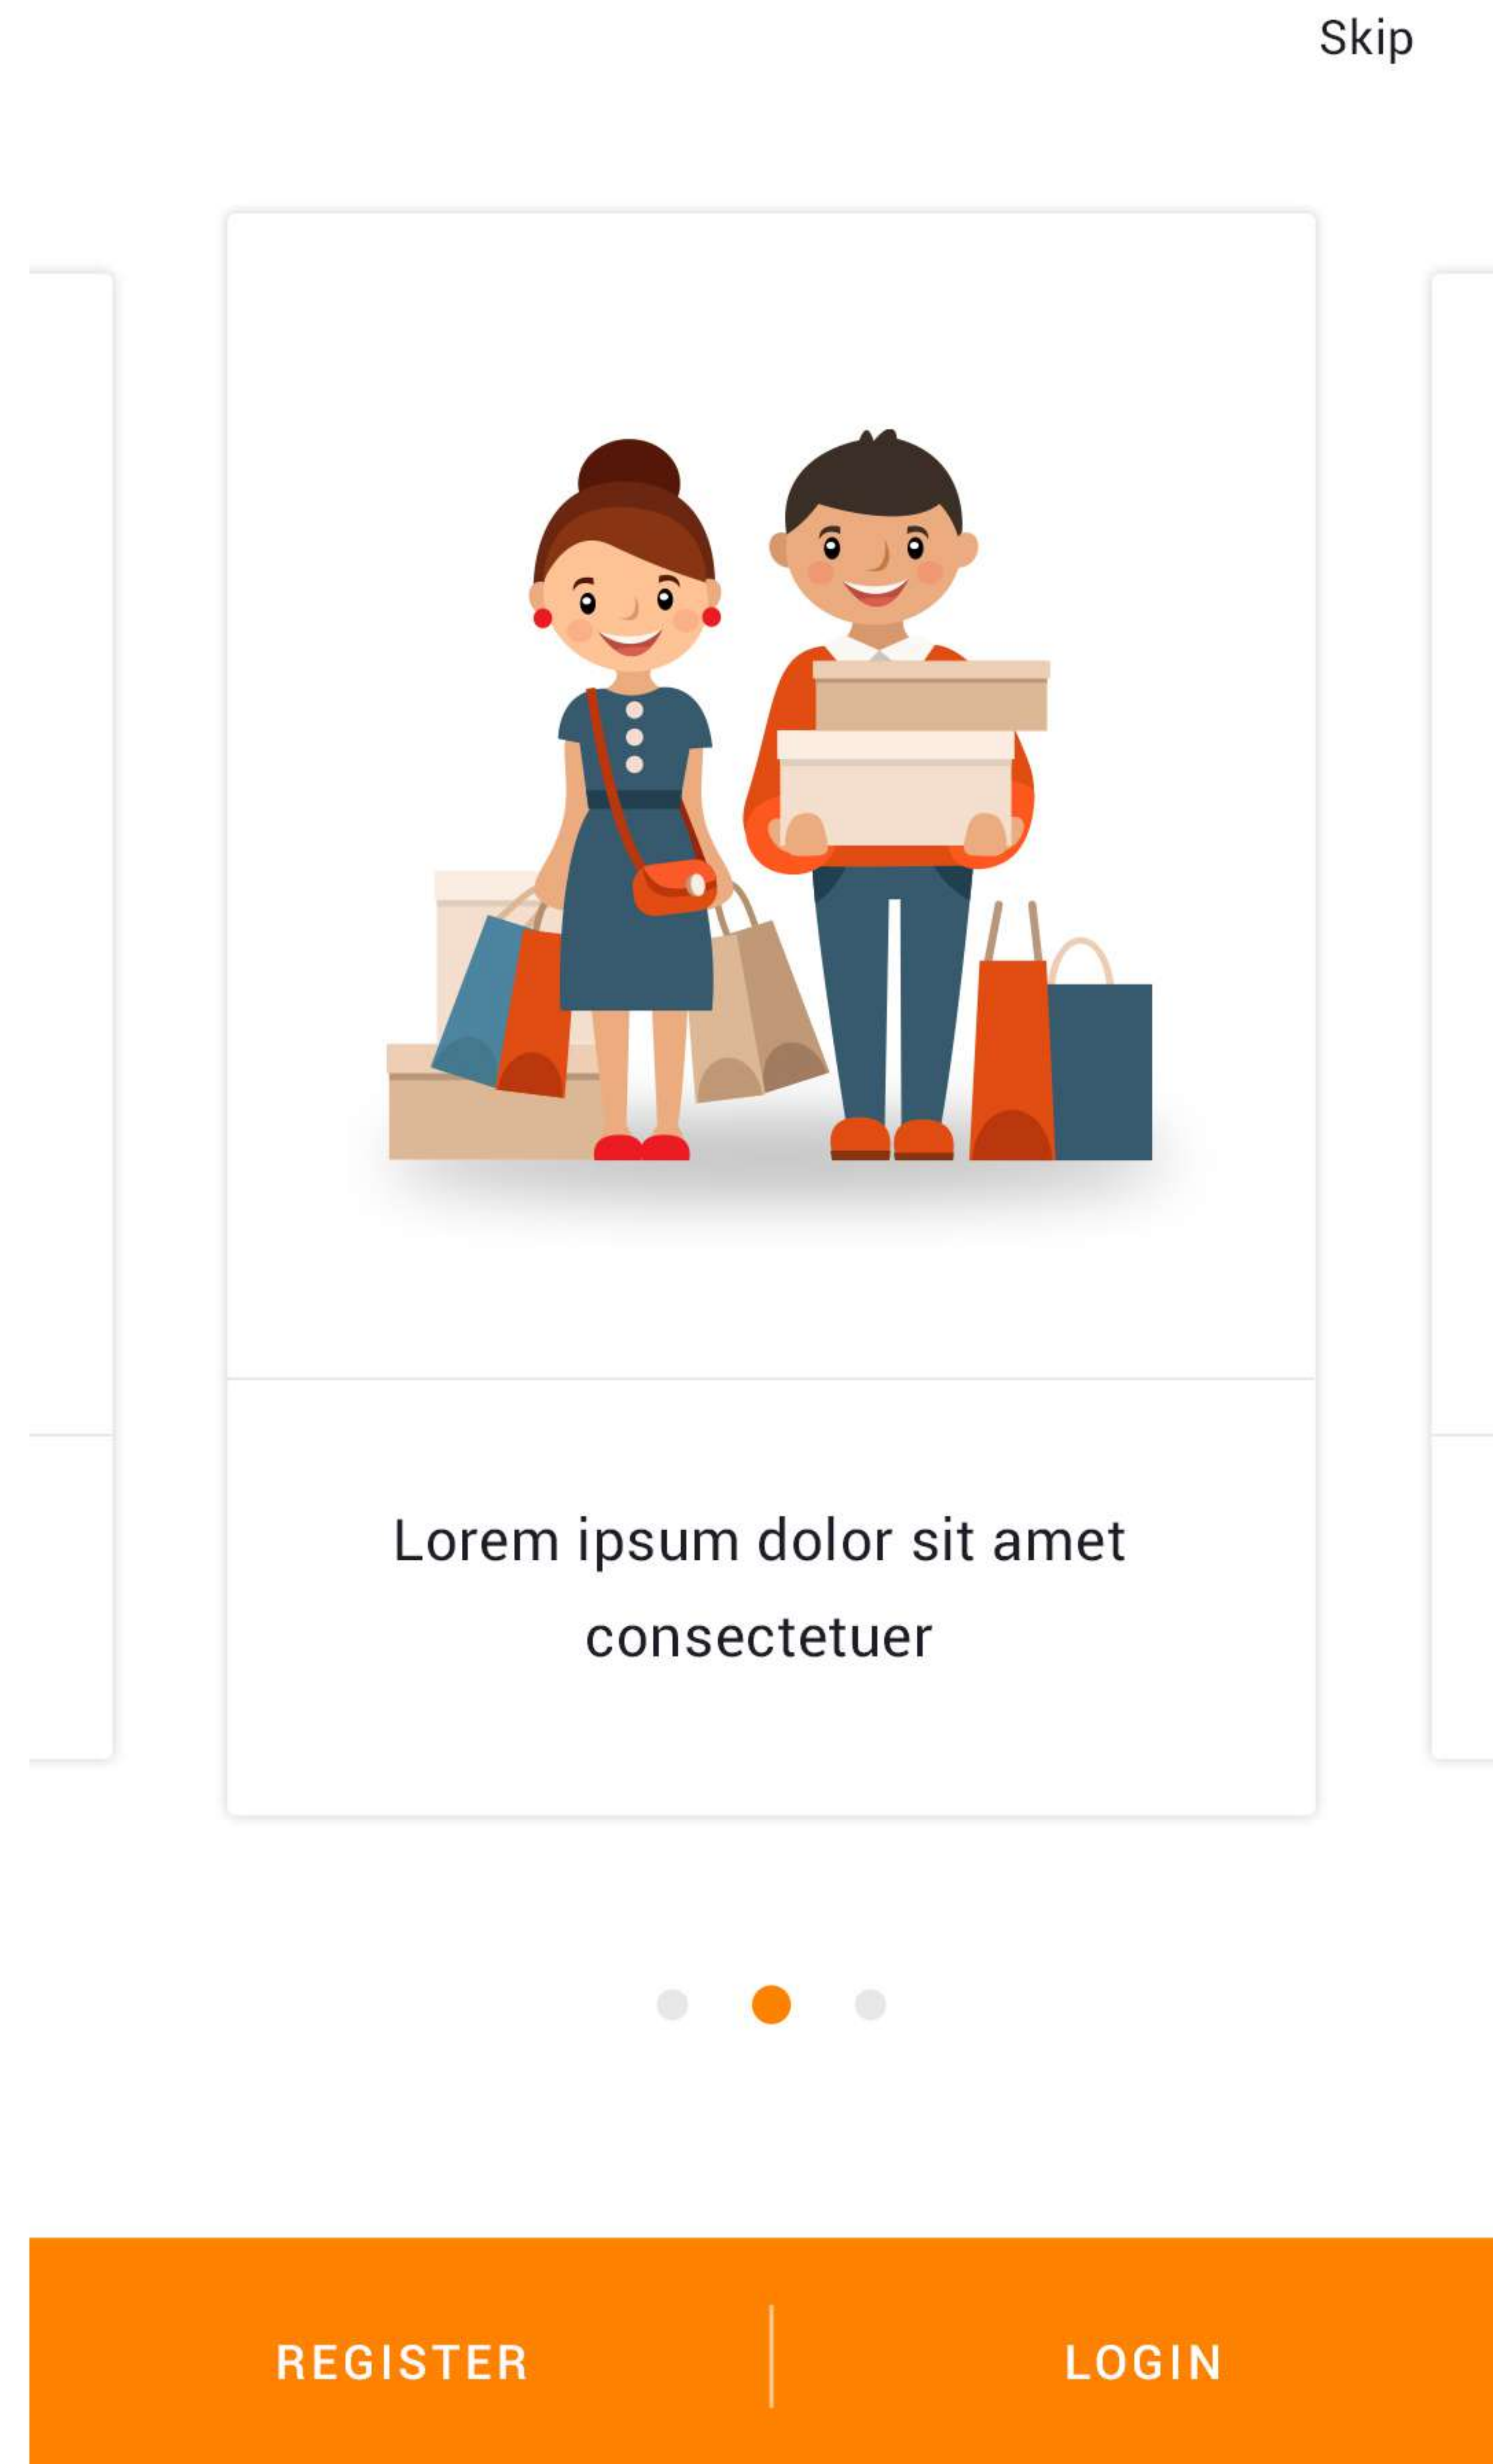 Skip
Lorem ipsum dolor sit amet
consectetuer
REGISTER
LOGIN